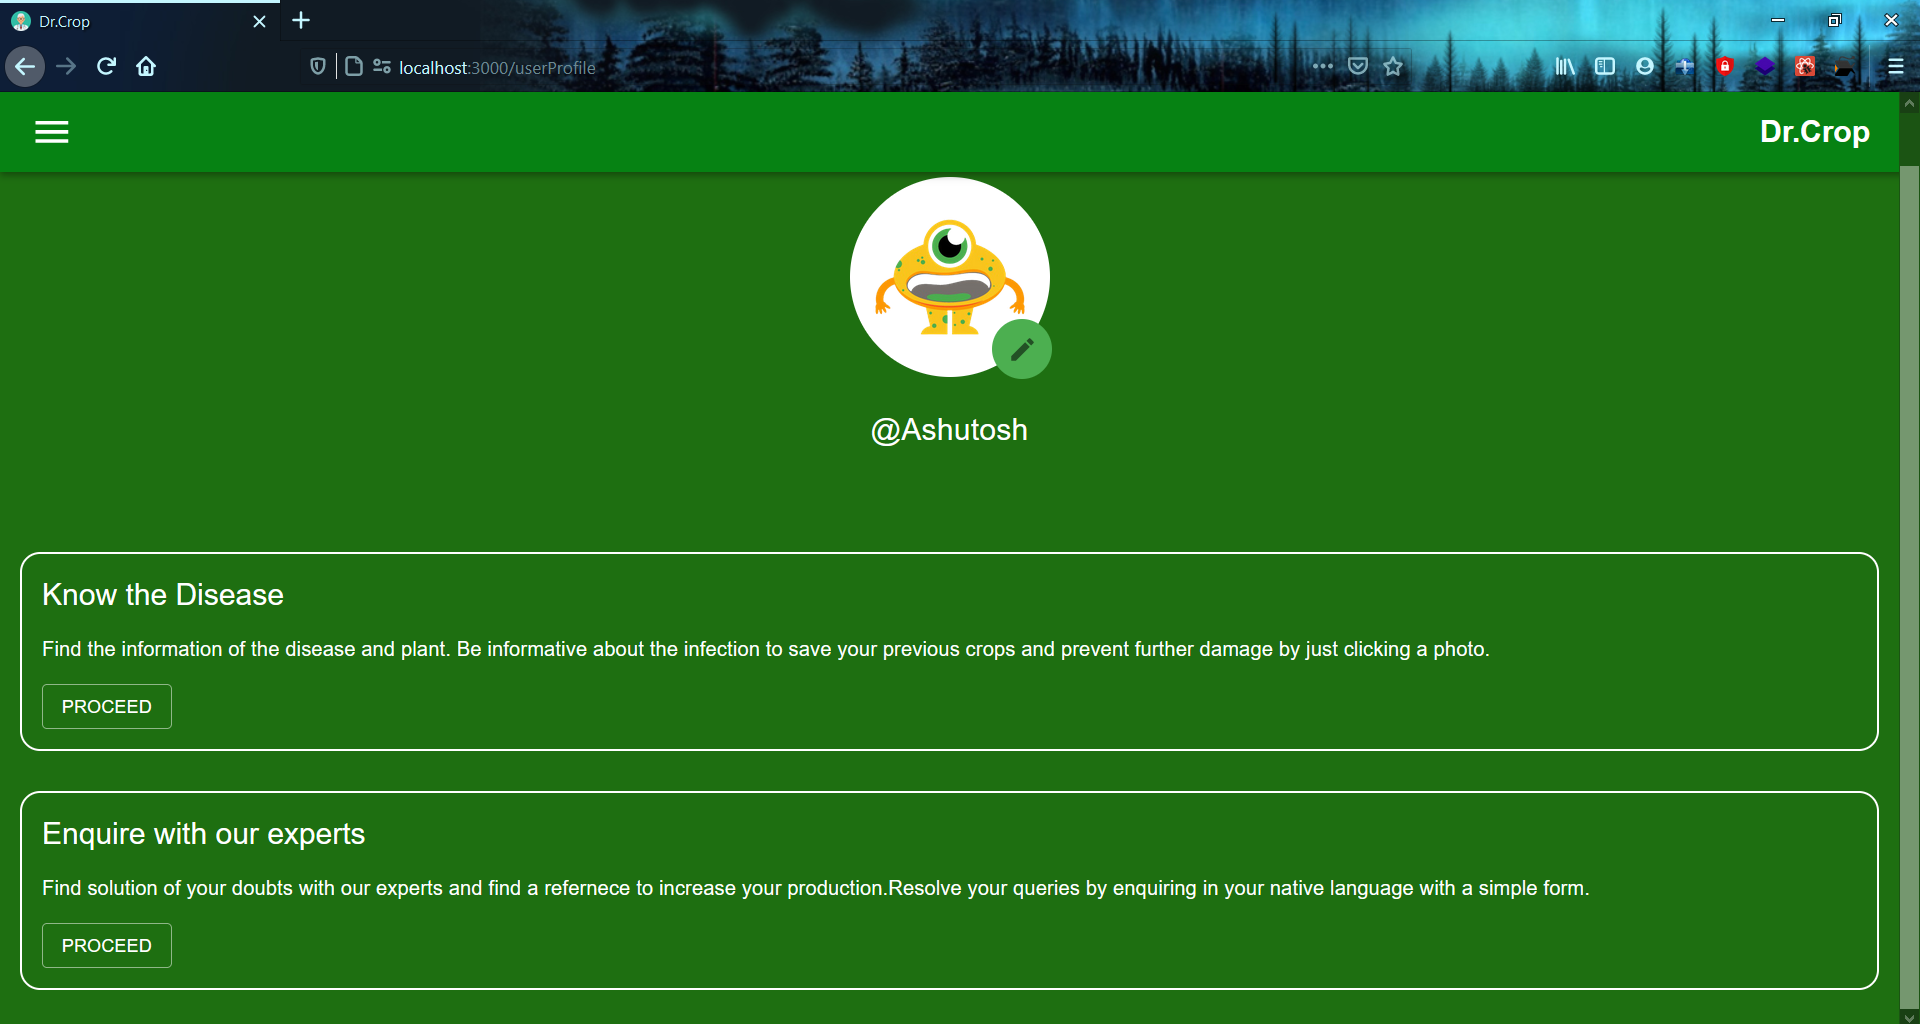 Dr.Crop
localhost:3000/userProfile
Dr.Crop
@Ashutosh
Know the Disease
Find the information of the disease and plant. Be informative about the infection to save your previous crops and prevent further damage by just clicking a photo.
PROCEED
Enquire with our experts
Find solution of your doubts with our experts and find a refernece to increase your production.Resolve your queries by enquiring in your native language with a simple form.
PROCEED